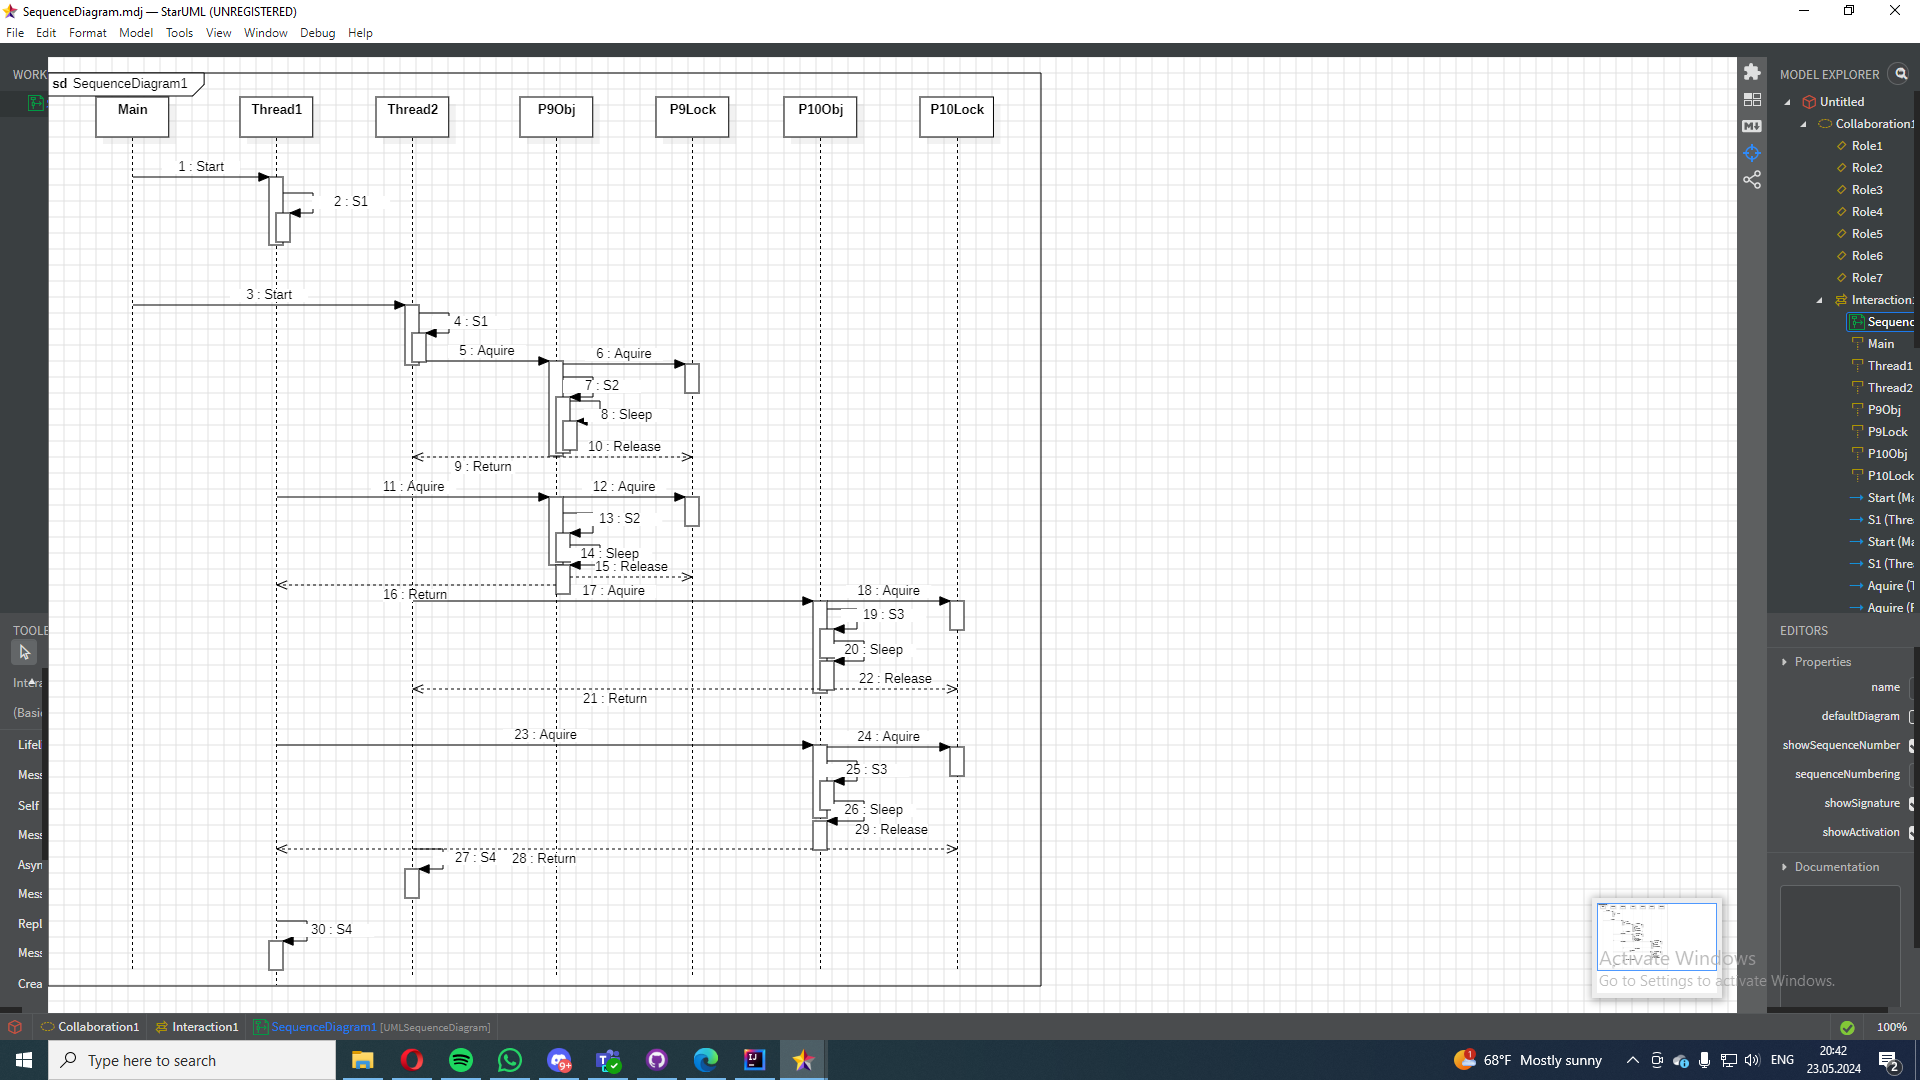 SequenceDiagram.mdj — StarUML (UNREGISTERED)
File Edit Format Model Tools View Window Debug Help
WORK
sd SequenceDiagram1
Main
Thread1
Thread2
P9Obj
P9Lock
P10Obj
P10Lock
1 : Start
2 : S1
3 : Start
4 : S1
5 : Aquire
6 : Aquire
7 : S2
8 : Sleep
10 : Release
9 : Return
11 : Aquire
12 : Aquire
13 : S2
14 : Sleep
15 : Release
16 : Return
17 : Aquire
18 : Aquire
19 : S3
20 : Sleep
22 : Release
21 : Return
23 : Aquire
24 : Aquire
25 : S3
26 : Sleep
29 : Release
27 : S4
28 : Return
30 : S4
TOOLE
Intera
(Basi
Lifel
Mess
Self
Mess
Asyn
Mess
Repl
Mess
Crea
MODEL EXPLORER
Untitled
Collaboration1
Role1
Role2
Role3
Role4
Role5
Role6
Role7
Interaction1
Sequenc
Main
Thread1
Thread2
P9Obj
P9Lock
P10Obj
P10Lock
Start (Ma
S1 (Threa
Start (Ma
S1 (Threa
Aquire (T
Aquire (F
EDITORS
Properties
name
defaultDiagram
showSequenceNumber
sequenceNumbering
showSignature
showActivation
Documentation
Activate Windows
Go to Settings to activate Windows.
Collaboration1 Interaction1 SequenceDiagram1 [UMLSequenceDiagram]
100%
Type here to search
9+
1
68°F Mostly sunny
ENG
20:42
23.05.2024
2